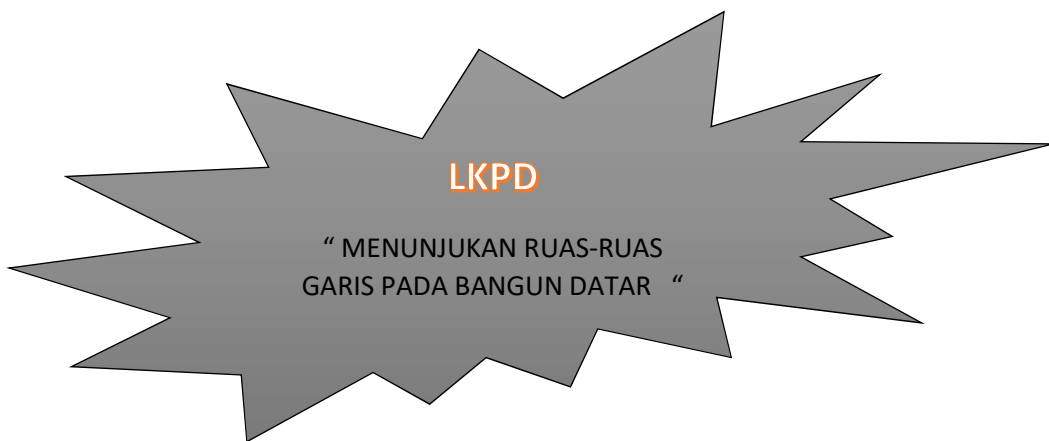 LKPD
“ MENUNJUKAN RUAS-RUAS
GARIS PADA BANGUN DATAR “